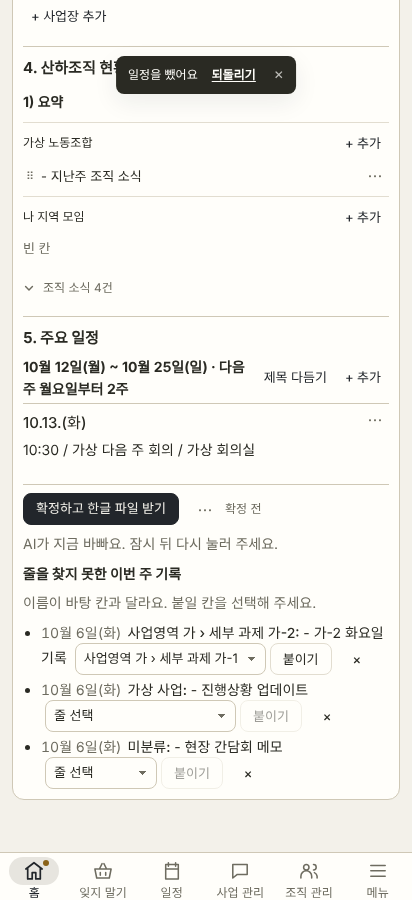 + 사업장 추가
4. 산하조직 현황
일정을 뺐어요 되돌리기 ×
1) 요약
가상 노동조합 + 추가
- 지난주 조직 소식 ...
나 지역 모임 + 추가
빈 칸
조직 소식 4건
5. 주요 일정
10월 12일(월) ~ 10월 25일(일) · 다음
주 월요일부터 2주
제목 다듬기 + 추가
10.13.(화) ...
10:30 / 가상 다음 주 회의 / 가상 회의실
확정하고 한글 파일 받기 ... 확정 전
AI가 지금 바빠요. 잠시 뒤 다시 눌러 주세요.
줄을 찾지 못한 이번 주 기록
이름이 바탕 칸과 달라요. 붙일 칸을 선택해 주세요.
• 10월 6일(화) 사업영역 가 › 세부 과제 가-2: - 가-2 화요일
기록 사업영역 가 › 세부 과제 가-1 붙이기 ×
• 10월 6일(화) 가상 사업: - 진행상황 업데이트
줄 선택 붙이기 ×
• 10월 6일(화) 미분류: - 현장 간담회 메모
줄 선택 붙이기 ×
홈 잊지 말기 일정 사업 관리 조직 관리 메뉴